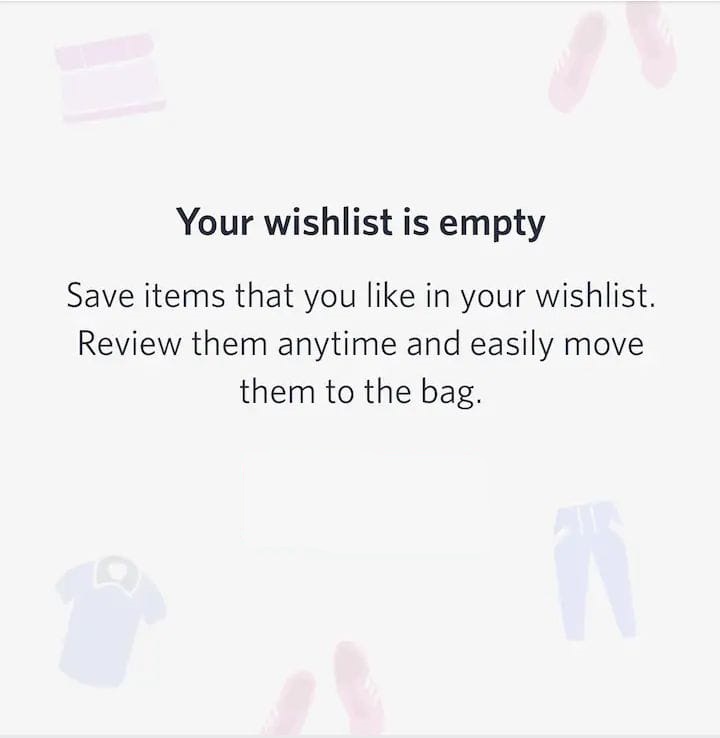 Your wishlist is empty
Save items that you like in your wishlist.
Review them anytime and easily move
them to the bag.